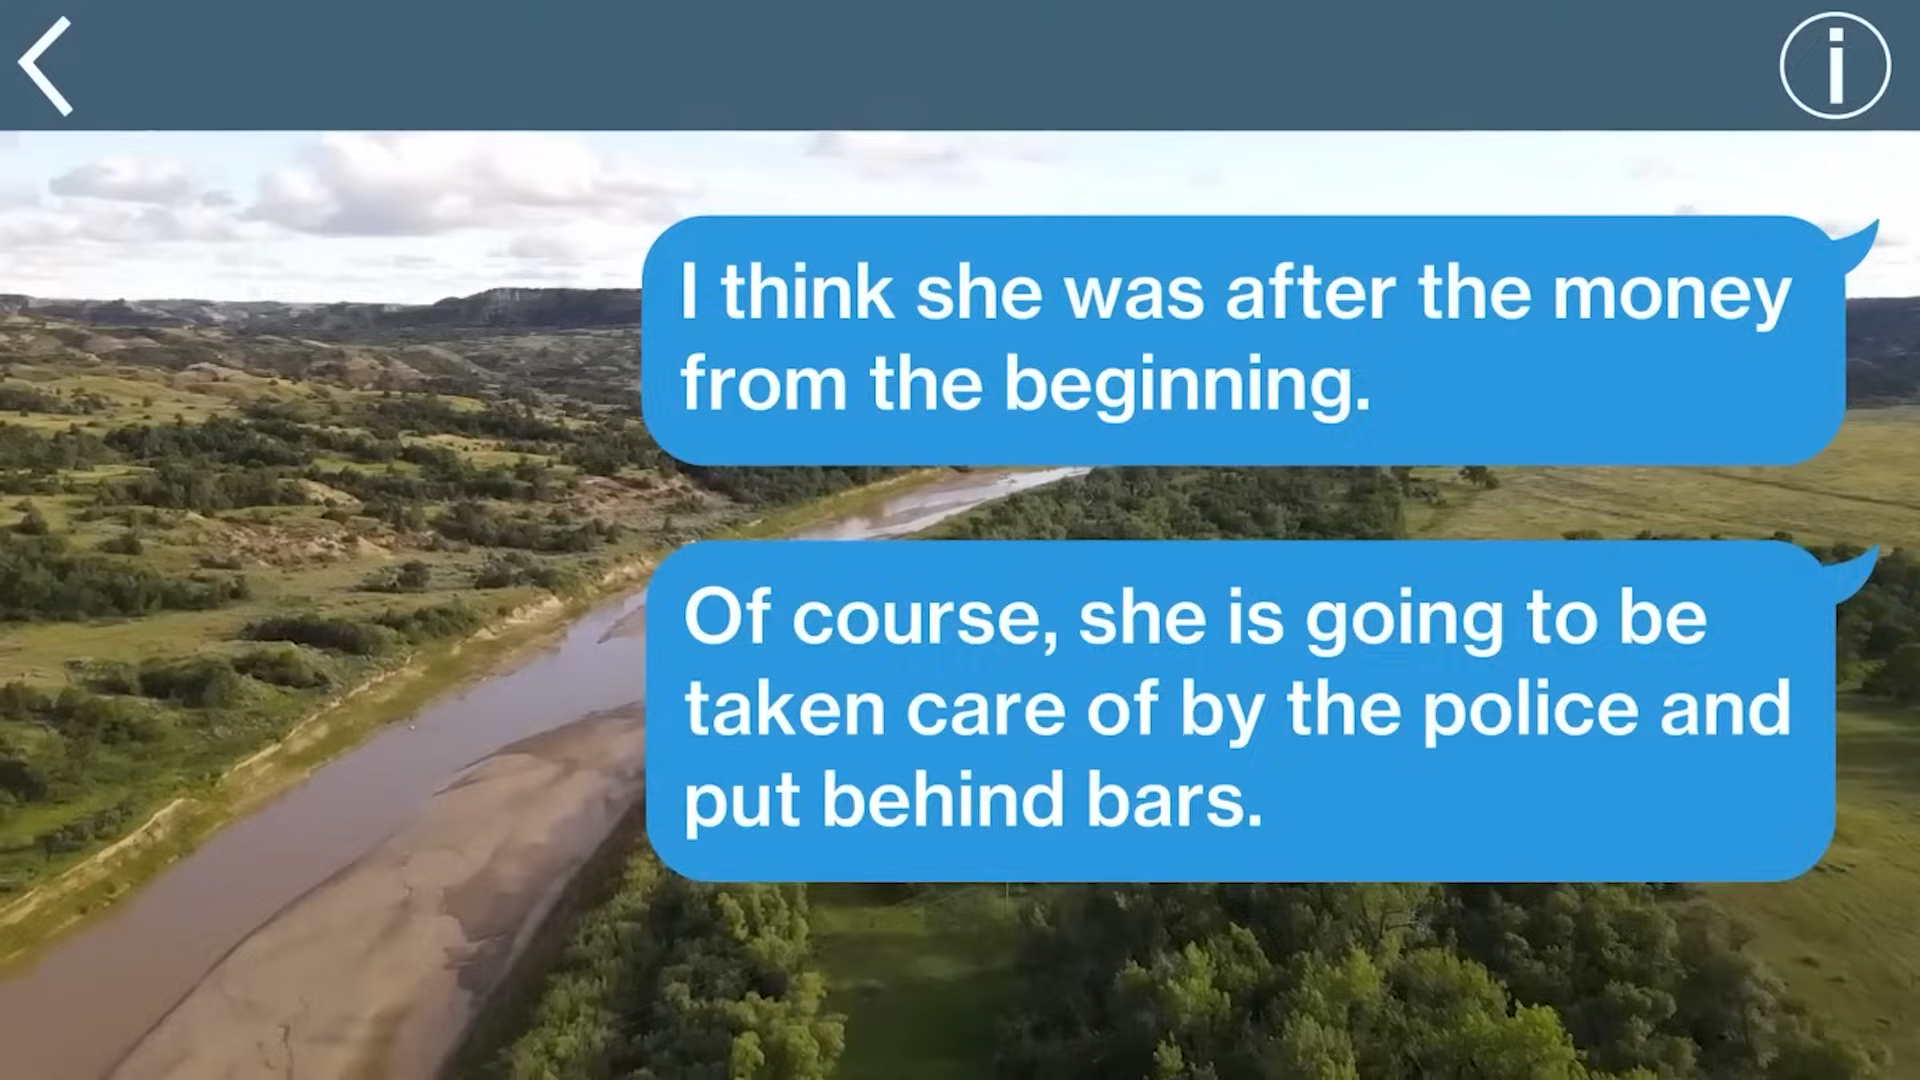 I think she was after the money
from the beginning.
Of course, she is going to be
taken care of by the police and
put behind bars.